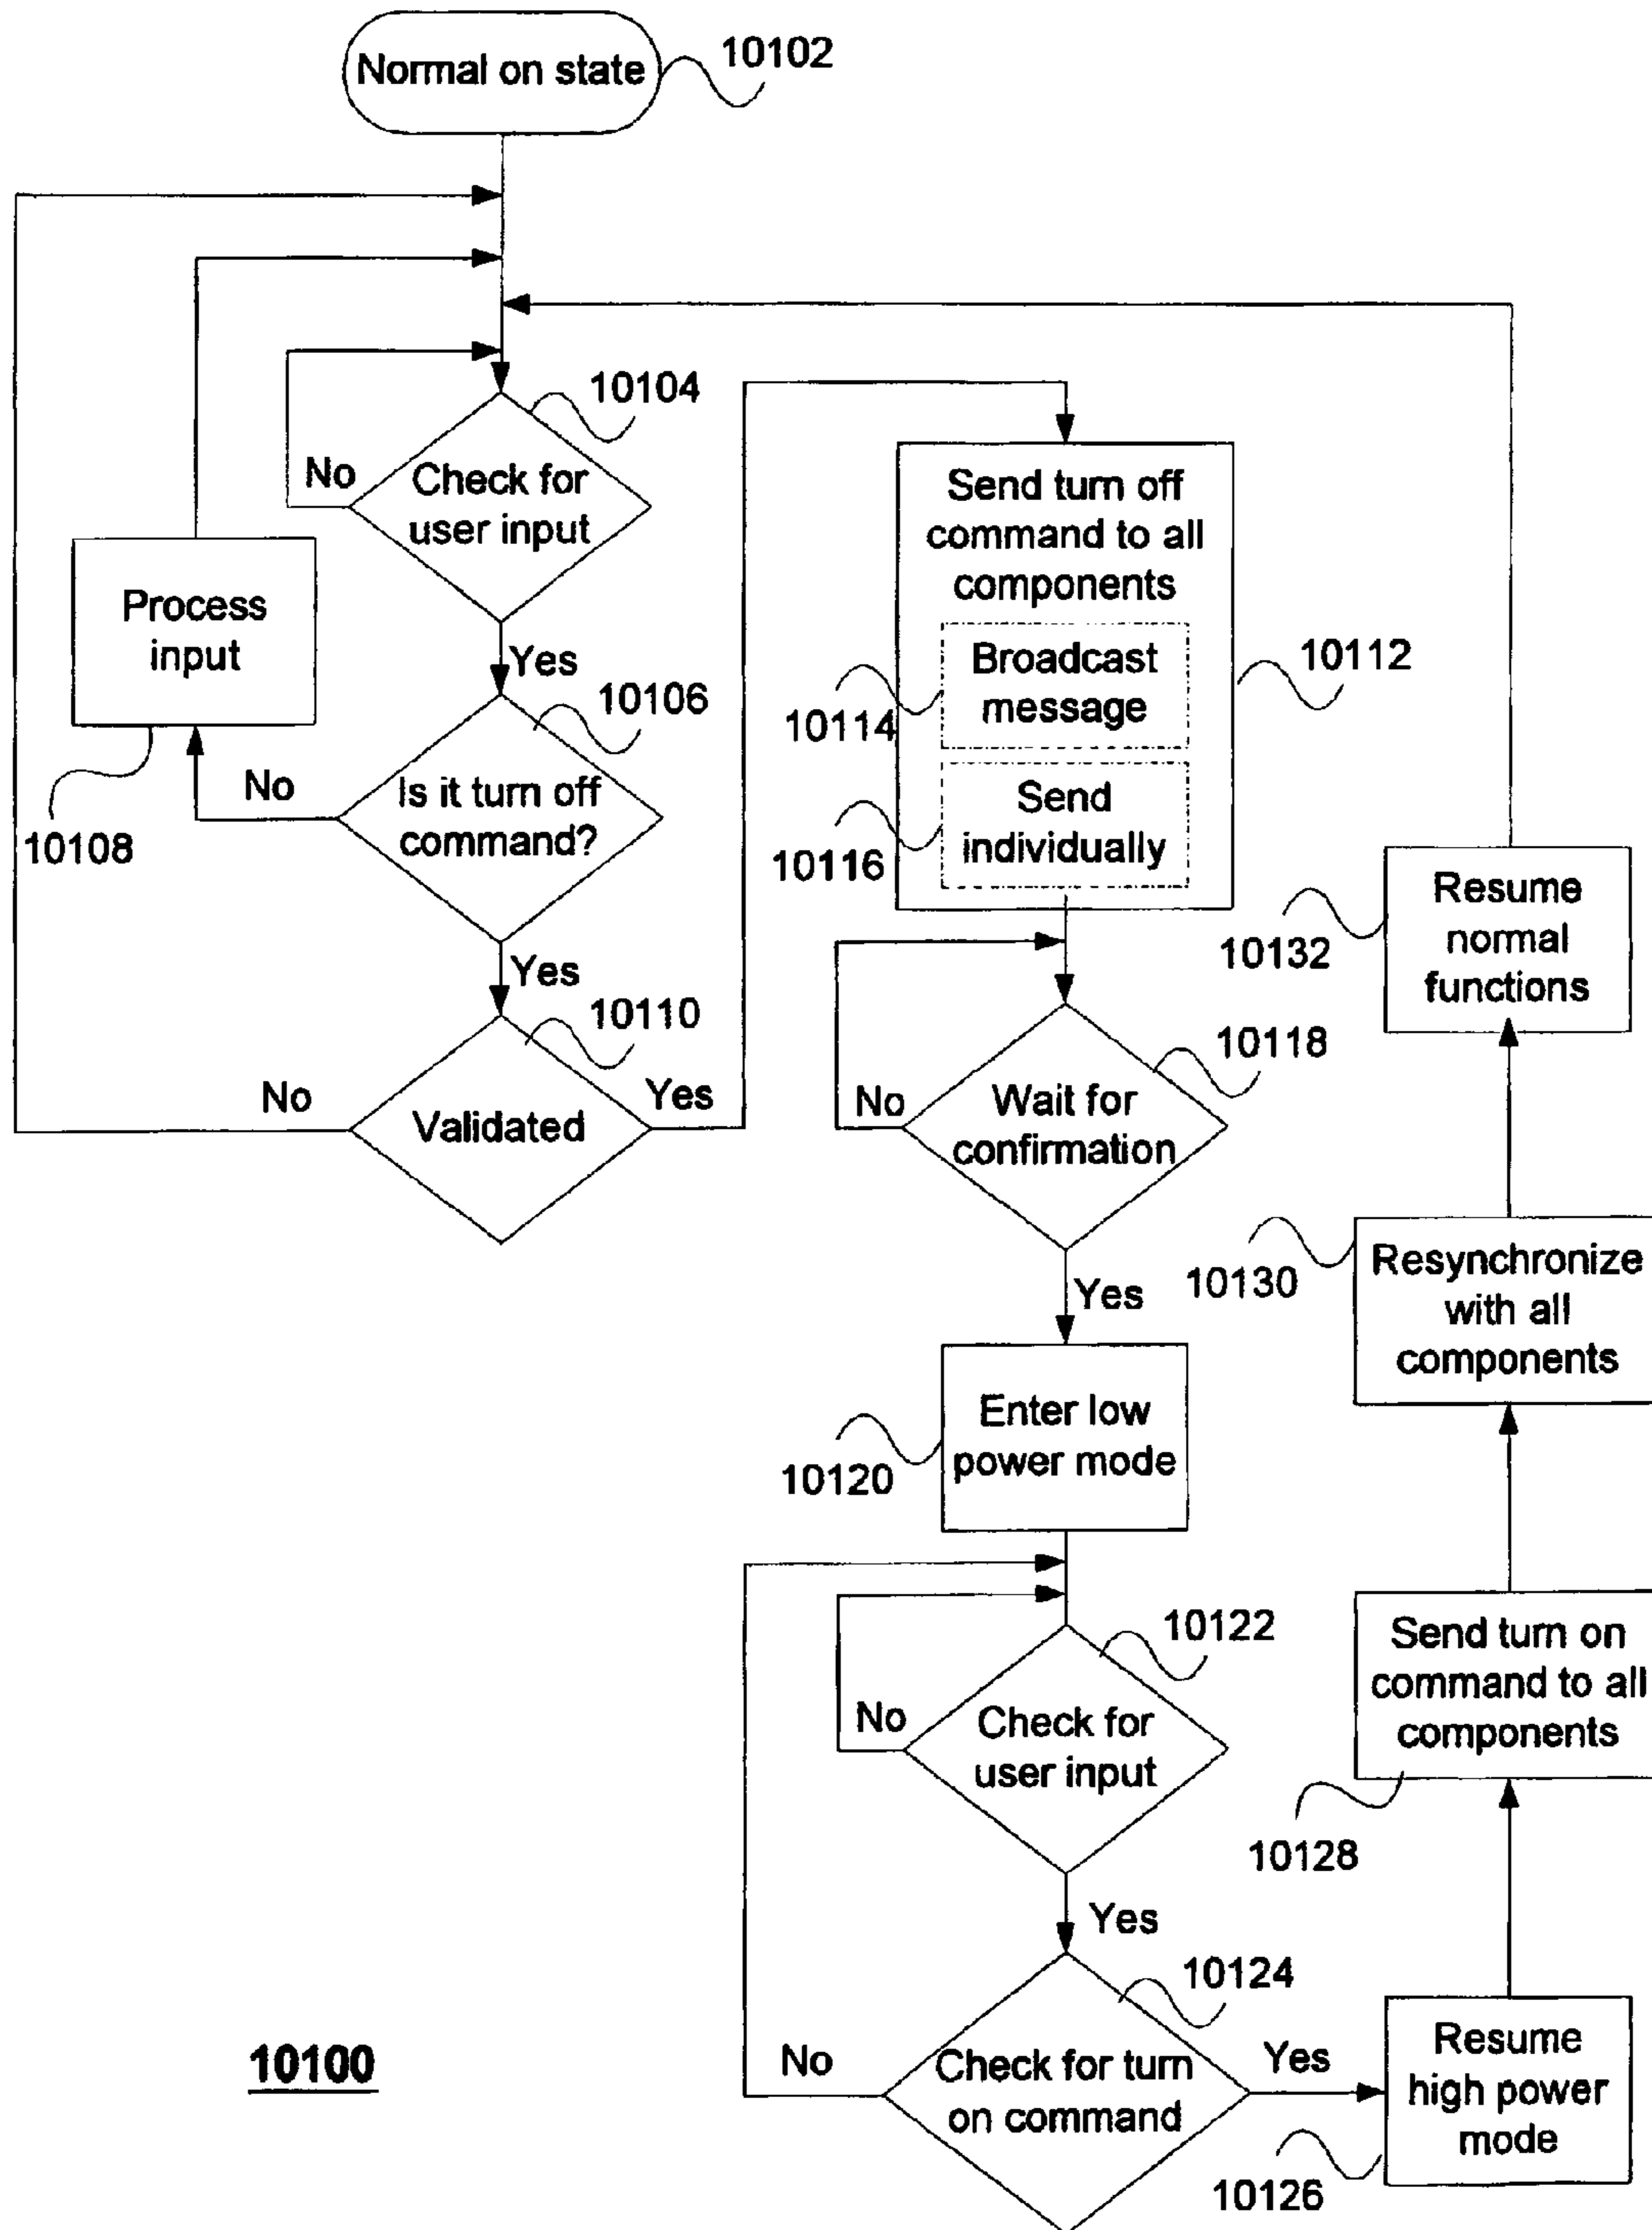 Normal on state
10102
10104
No
Check for
user input
Yes
Process
input
10108
10106
No
Is it turn off
command?
Yes
10110
No
Validated
Yes
Send turn off
command to all
components
Broadcast
message
Send
individually
10112
10114
10116
10118
No
Wait for
confirmation
Yes
Enter low
power mode
10120
10122
No
Check for
user input
Yes
10124
No
Check for turn
on command
Yes
Resume
high power
mode
10126
Send turn on
command to all
components
10128
Resynchronize
with all
components
10130
Resume
normal
functions
10132
10100